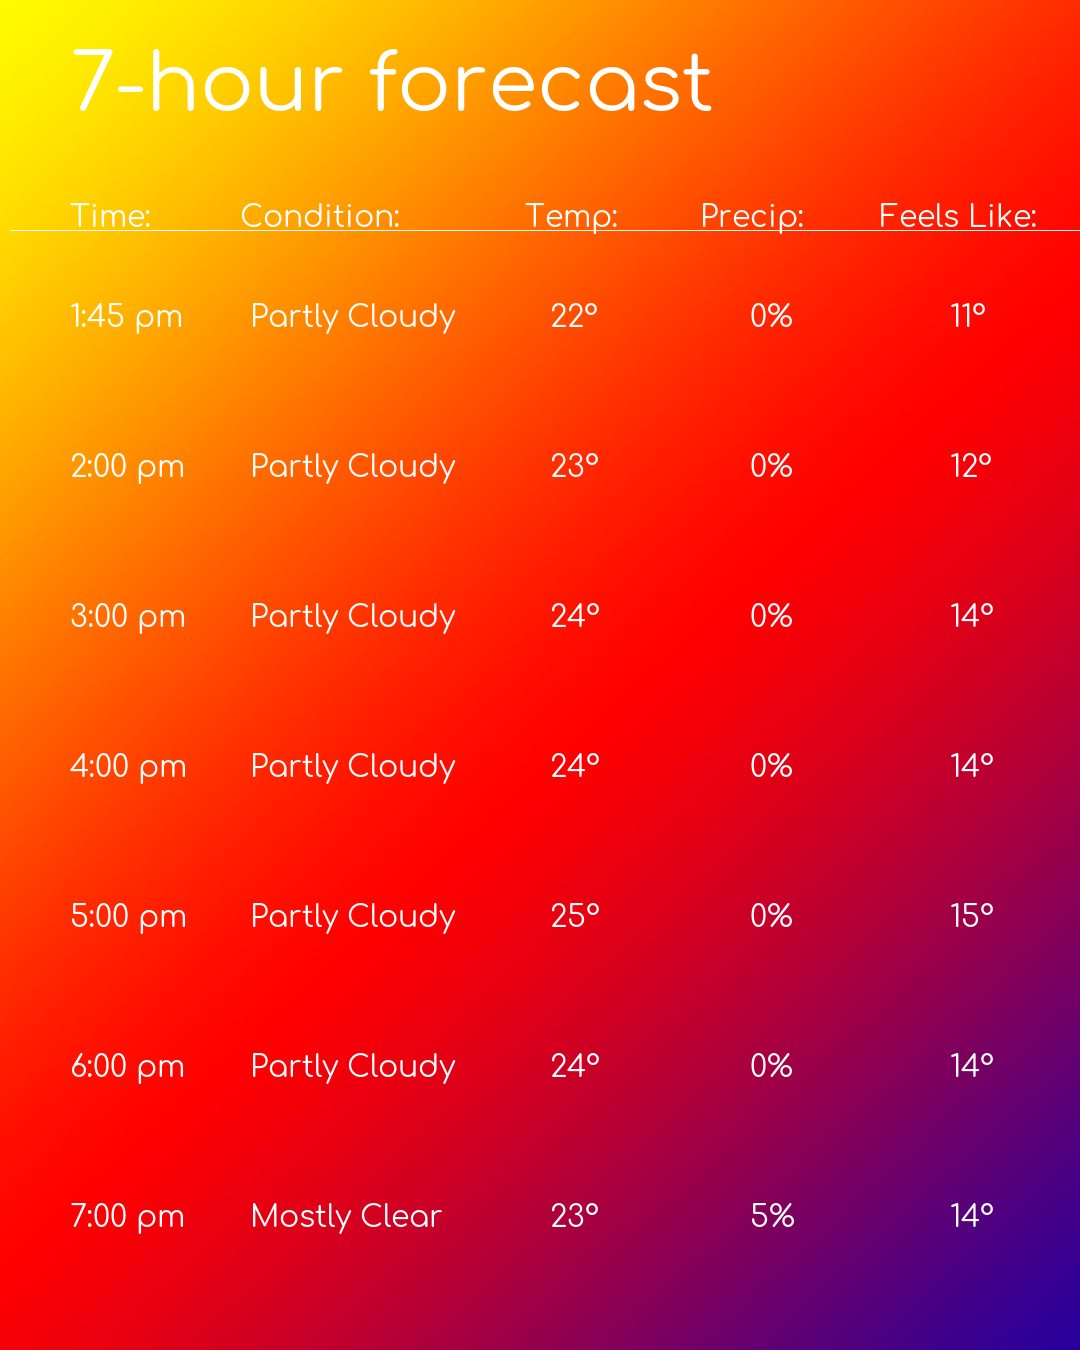 7-hour forecast
Time: Condition: Temp: Precip: Feels Like:
1:45 pm Partly Cloudy 22° 0% 11°
2:00 pm Partly Cloudy 23° 0% 12°
3:00 pm Partly Cloudy 24° 0% 14°
4:00 pm Partly Cloudy 24° 0% 14°
5:00 pm Partly Cloudy 25° 0% 15°
6:00 pm Partly Cloudy 24° 0% 14°
7:00 pm Mostly Clear 23° 5% 14°